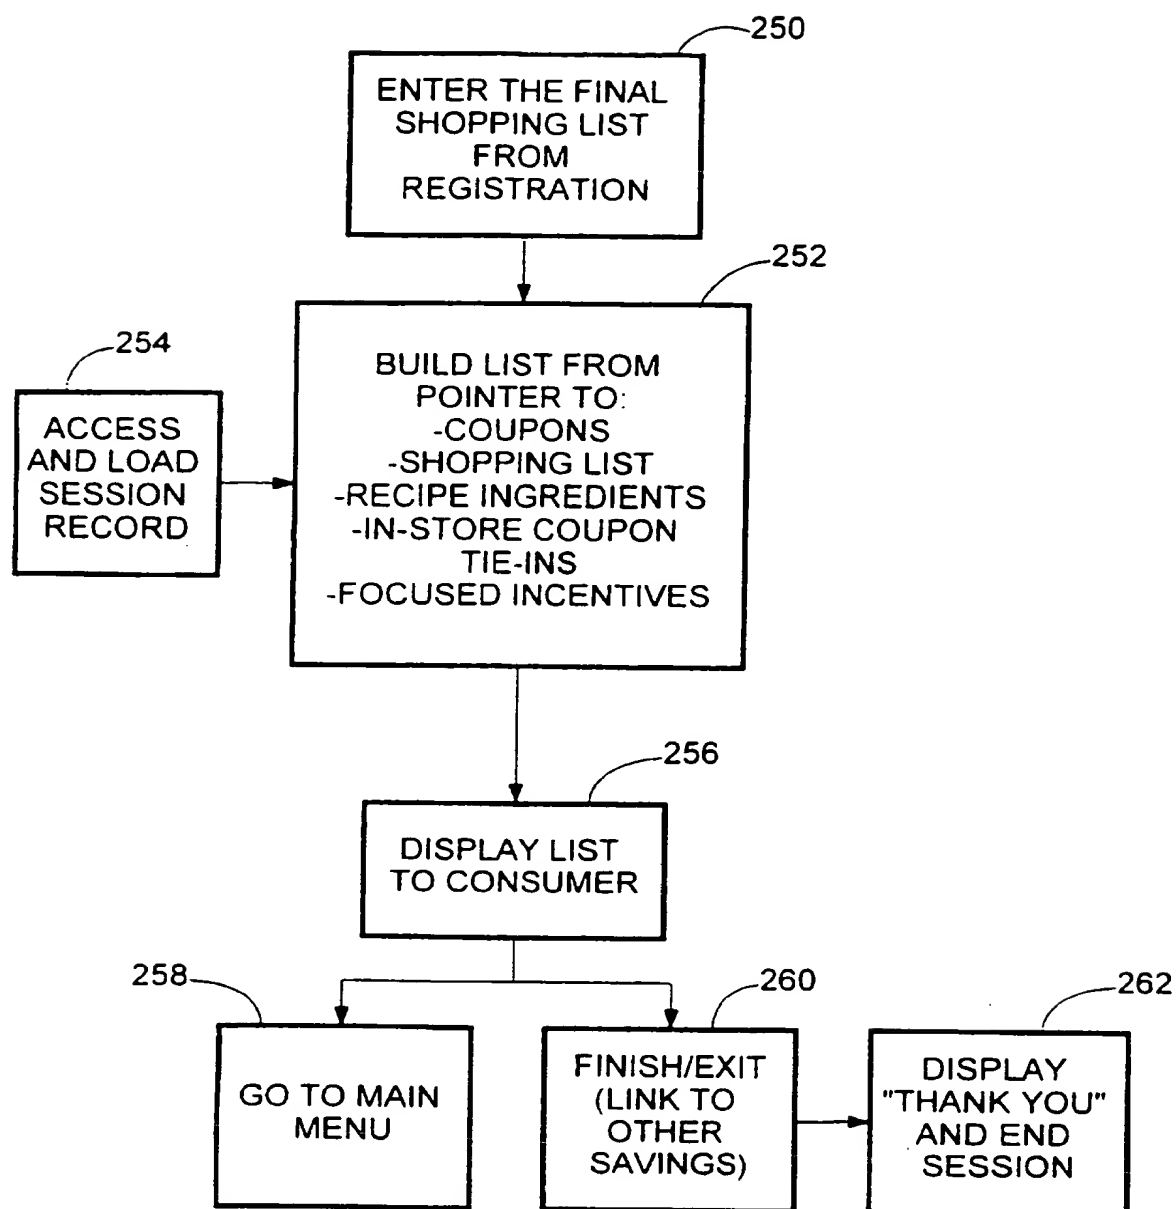 250
ENTER THE FINAL
SHOPPING LIST
FROM
REGISTRATION
252
254
BUILD LIST FROM
POINTER TO:
-COUPONS
-SHOPPING LIST
-RECIPE INGREDIENTS
-IN-STORE COUPON
TIE-INS
-FOCUSED INCENTIVES
ACCESS
AND LOAD
SESSION
RECORD
256
DISPLAY LIST
TO CONSUMER
258
260
262
GO TO MAIN
MENU
FINISH/EXIT
(LINK TO
OTHER
SAVINGS)
DISPLAY
"THANK YOU"
AND END
SESSION